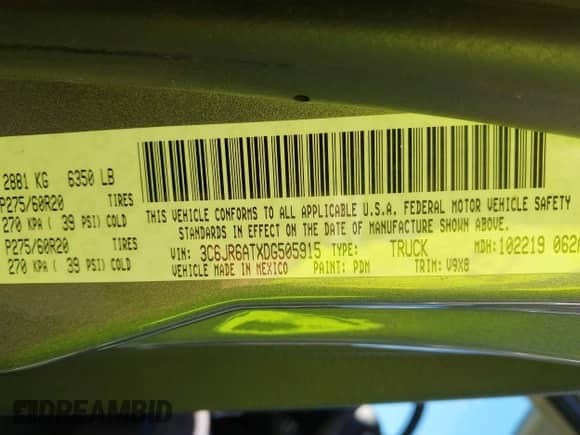 2881 KG 6350 LB
P275/60R20 TIRES
270 KPA ( 39 PSI) COLD
P275/60R20 TIRES
270 KPA ( 39 PSI) COLD
THIS VEHICLE CONFORMS TO ALL APPLICABLE U.S.A. FEDERAL MOTOR VEHICLE SAFETY
STANDARDS IN EFFECT ON THE DATE OF MANUFACTURE SHOWN ABOVE.
VIN: 3C6JR6ATXDG505915 TYPE: TRUCK MDH: 102219 062
VEHICLE MADE IN MEXICO PAINT: PDM TRIM: V9X8
DREAMBID